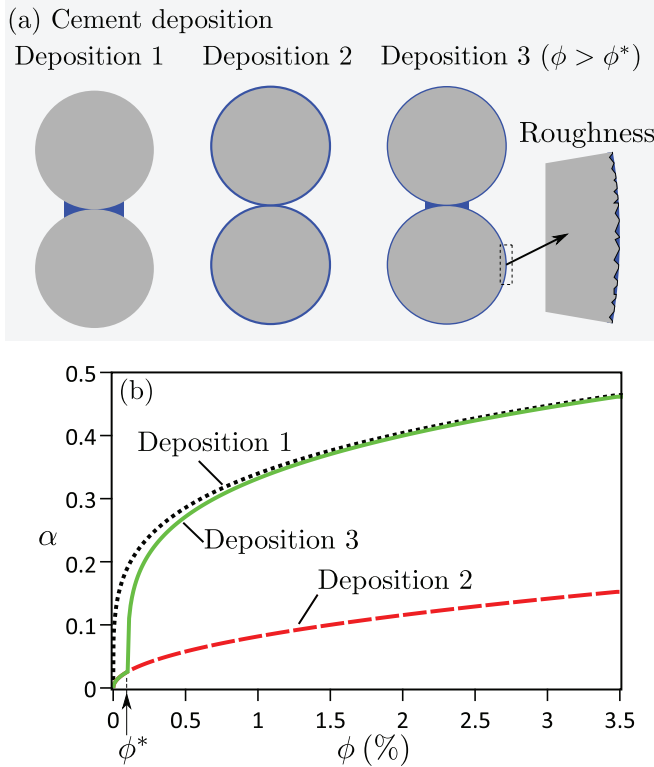 (a) Cement deposition
Deposition 1
Deposition 2
Deposition 3 (ϕ > ϕ*)
Roughness
(b)
0.5
0.4
0.3
0.2
0.1
0
α
Deposition 1
Deposition 3
Deposition 2
0 0.5 1 1.5 2 2.5 3 3.5
ϕ*
ϕ (%)